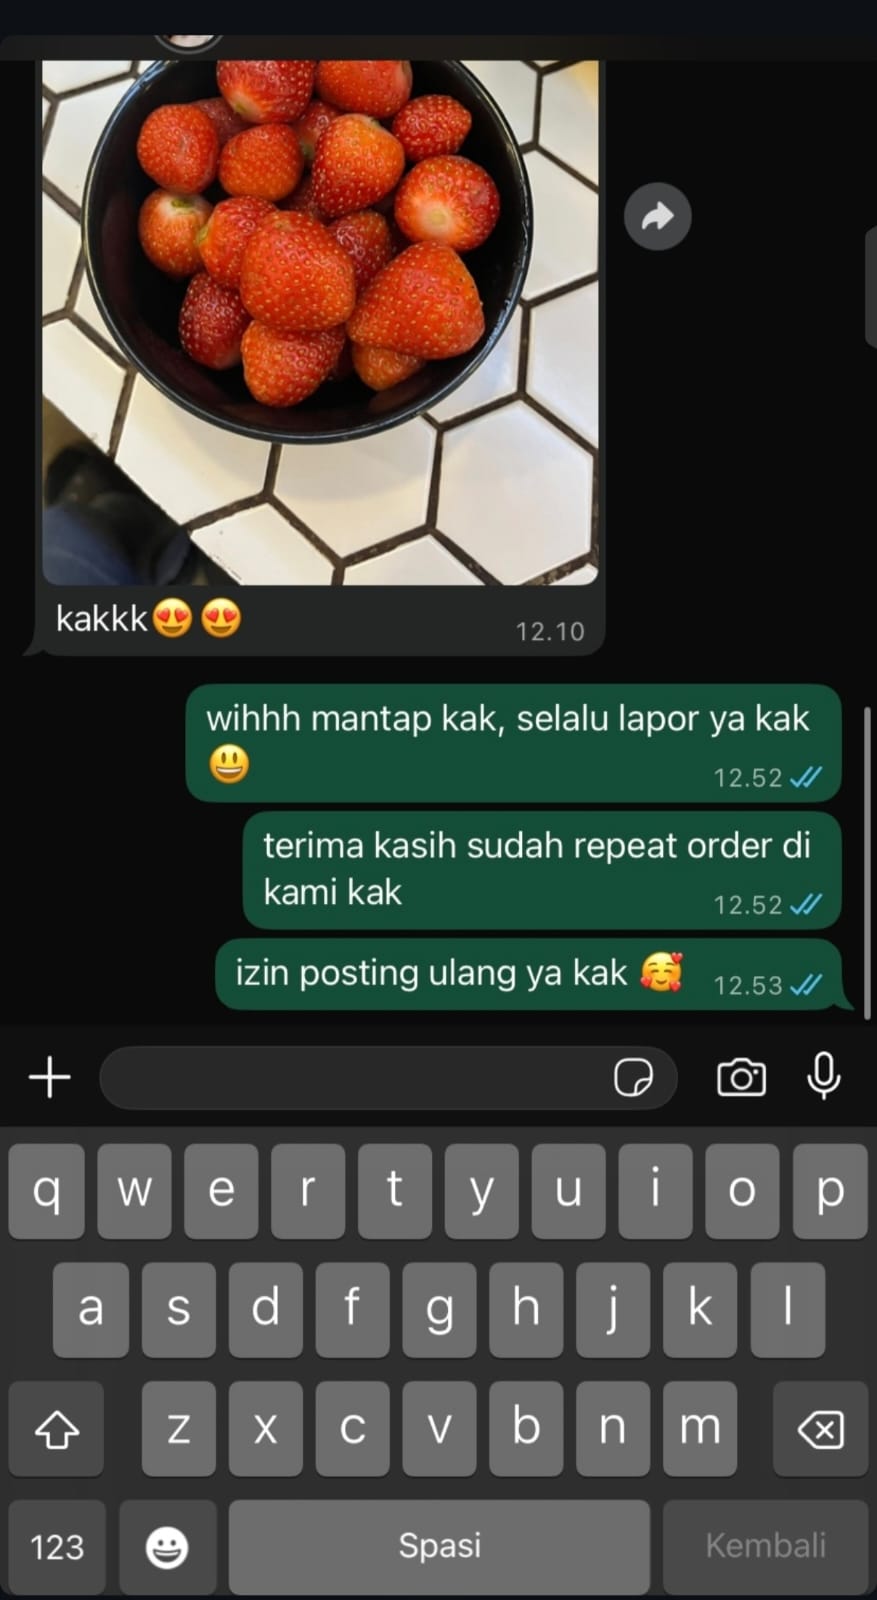 kakkk😍😍
12.10
wihhh mantap kak, selalu lapor ya kak
😃
12.52
terima kasih sudah repeat order di
kami kak
12.52
izin posting ulang ya kak 🥰
12.53
q w e r t y u i o p
a s d f g h j k l
z x c v b n m
123 Spasi Kembali